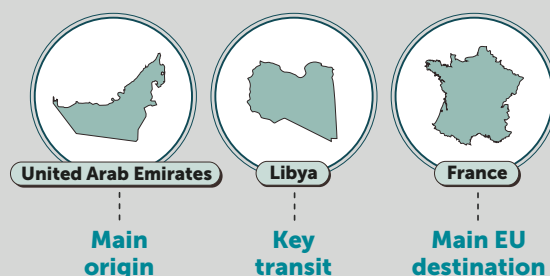 United Arab Emirates
Libya
France
Main
origin
Key
transit
Main EU
destination